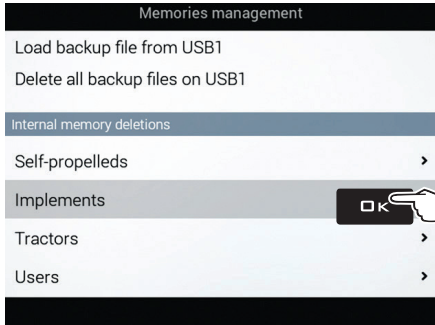 Memories management
Load backup file from USB1
Delete all backup files on USB1
Internal memory deletions
Self-propelleds
Implements
OK
Tractors
Users